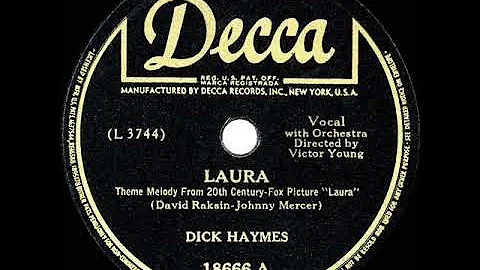 Decca
REG. U.S. PAT. OFF.
MARCA REGISTRADA
MANUFACTURED BY DECCA RECORDS, INC., NEW YORK, U.S.A.
(L 3744)
Vocal
with Orchestra
Directed by
Victor Young
LAURA
Theme Melody From 20th Century-Fox Picture "Laura"
(David Raksin-Johnny Mercer)
DICK HAYMES
18666 A